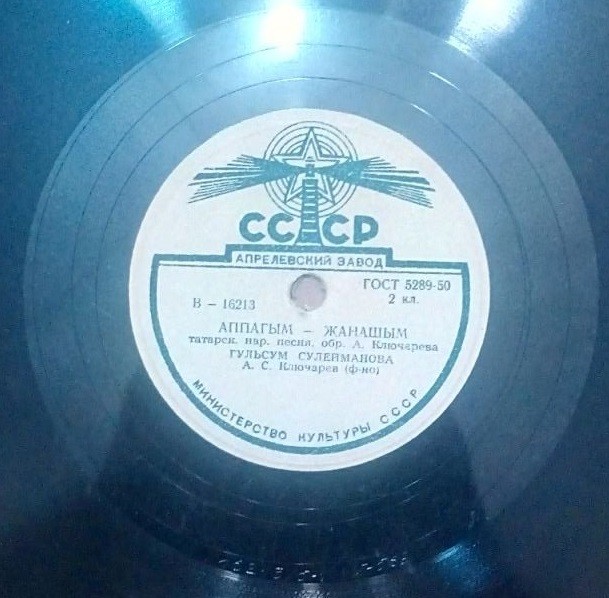 СССР
АПРЕЛЕВСКИЙ ЗАВОД
ГОСТ 5289-50
В – 16213
2 кл.
АППАГЫМ – ЖАНАШЫМ
татарск. нар. песня, обр. А. Ключарева
ГУЛЬСУМ СУЛЕЙМАНОВА
А. С. Ключарев (ф-но)
МИНИСТЕРСТВО КУЛЬТУРЫ СССР